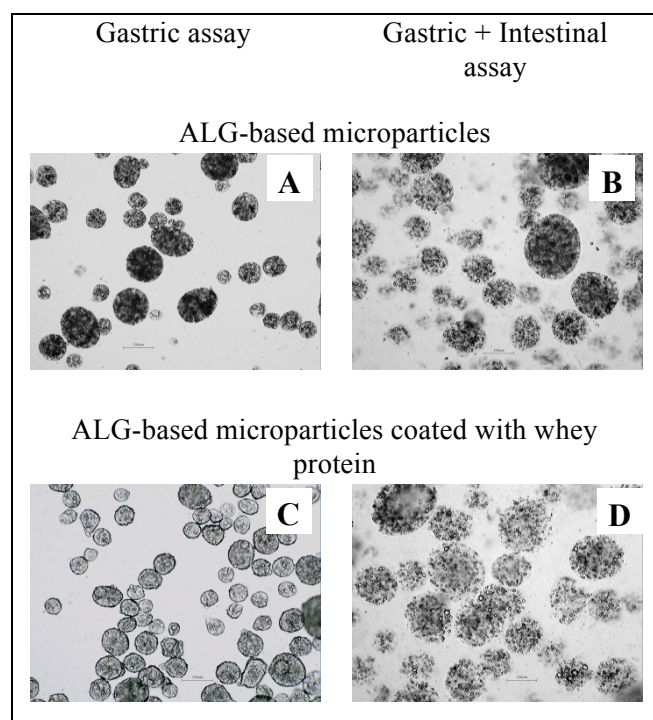 Gastric assay
Gastric + Intestinal
assay
ALG-based microparticles
A
B
ALG-based microparticles coated with whey
protein
C
D